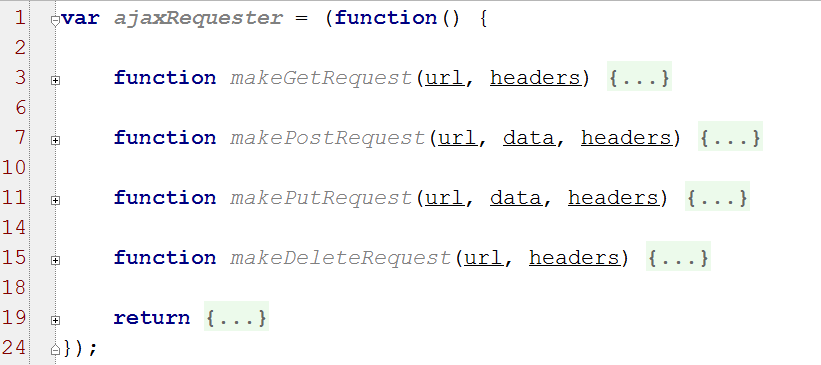 1 var ajaxRequester = (function() {
2
3 function makeGetRequest(url, headers) {...}
6
7 function makePostRequest(url, data, headers) {...}
10
11 function makePutRequest(url, data, headers) {...}
14
15 function makeDeleteRequest(url, headers) {...}
18
19 return {...}
24 });